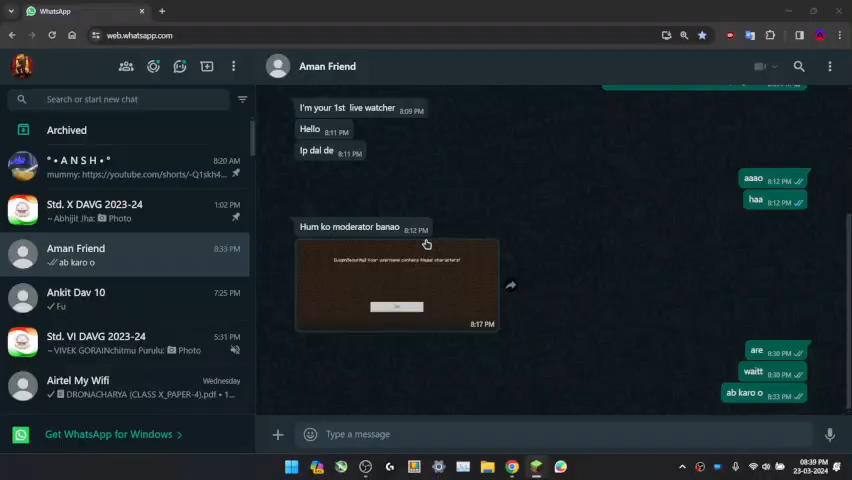 WhatsApp
web.whatsapp.com
Aman Friend
Search or start new chat
Archived
° • A N S H • °
8:20 AM
mummy: https://youtube.com/shorts/-Q1skh4...
Std. X DAVG 2023-24
1:02 PM
~ Abhijit Jha: Photo
Aman Friend
8:33 PM
ab karo o
Ankit Dav 10
7:25 PM
Fu
Std. VI DAVG 2023-24
5:31 PM
~ VIVEK GORAINchitmu Purulu: Photo
Airtel My Wifi
Wednesday
DRONACHARYA (CLASS X_PAPER-4).pdf • 1...
Get WhatsApp for Windows
I'm your 1st live watcher 8:09 PM
Hello 8:11 PM
Ip dal de 8:11 PM
aaao 8:12 PM
haa 8:12 PM
Hum ko moderator banao 8:12 PM
[LoginSecurity] Your username contains illegal characters!
8:17 PM
are 8:30 PM
waitt 8:30 PM
ab karo o 8:33 PM
Type a message
08:39 PM
23-03-2024